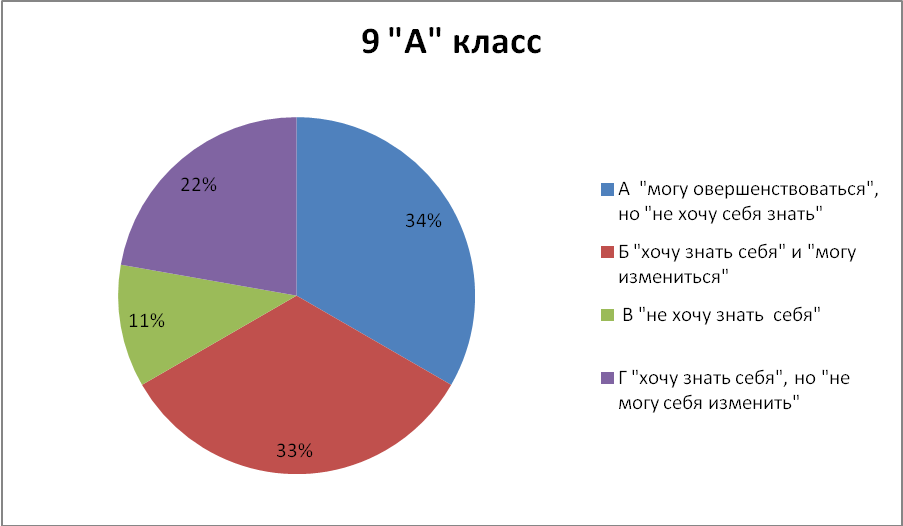 9 "А" класс
22%
34%
11%
33%
А  "могу овершенствоваться",
но "не хочу себя знать"
Б "хочу знать себя" и "могу
измениться"
В "не хочу знать  себя"
Г "хочу знать себя", но "не
могу себя изменить"